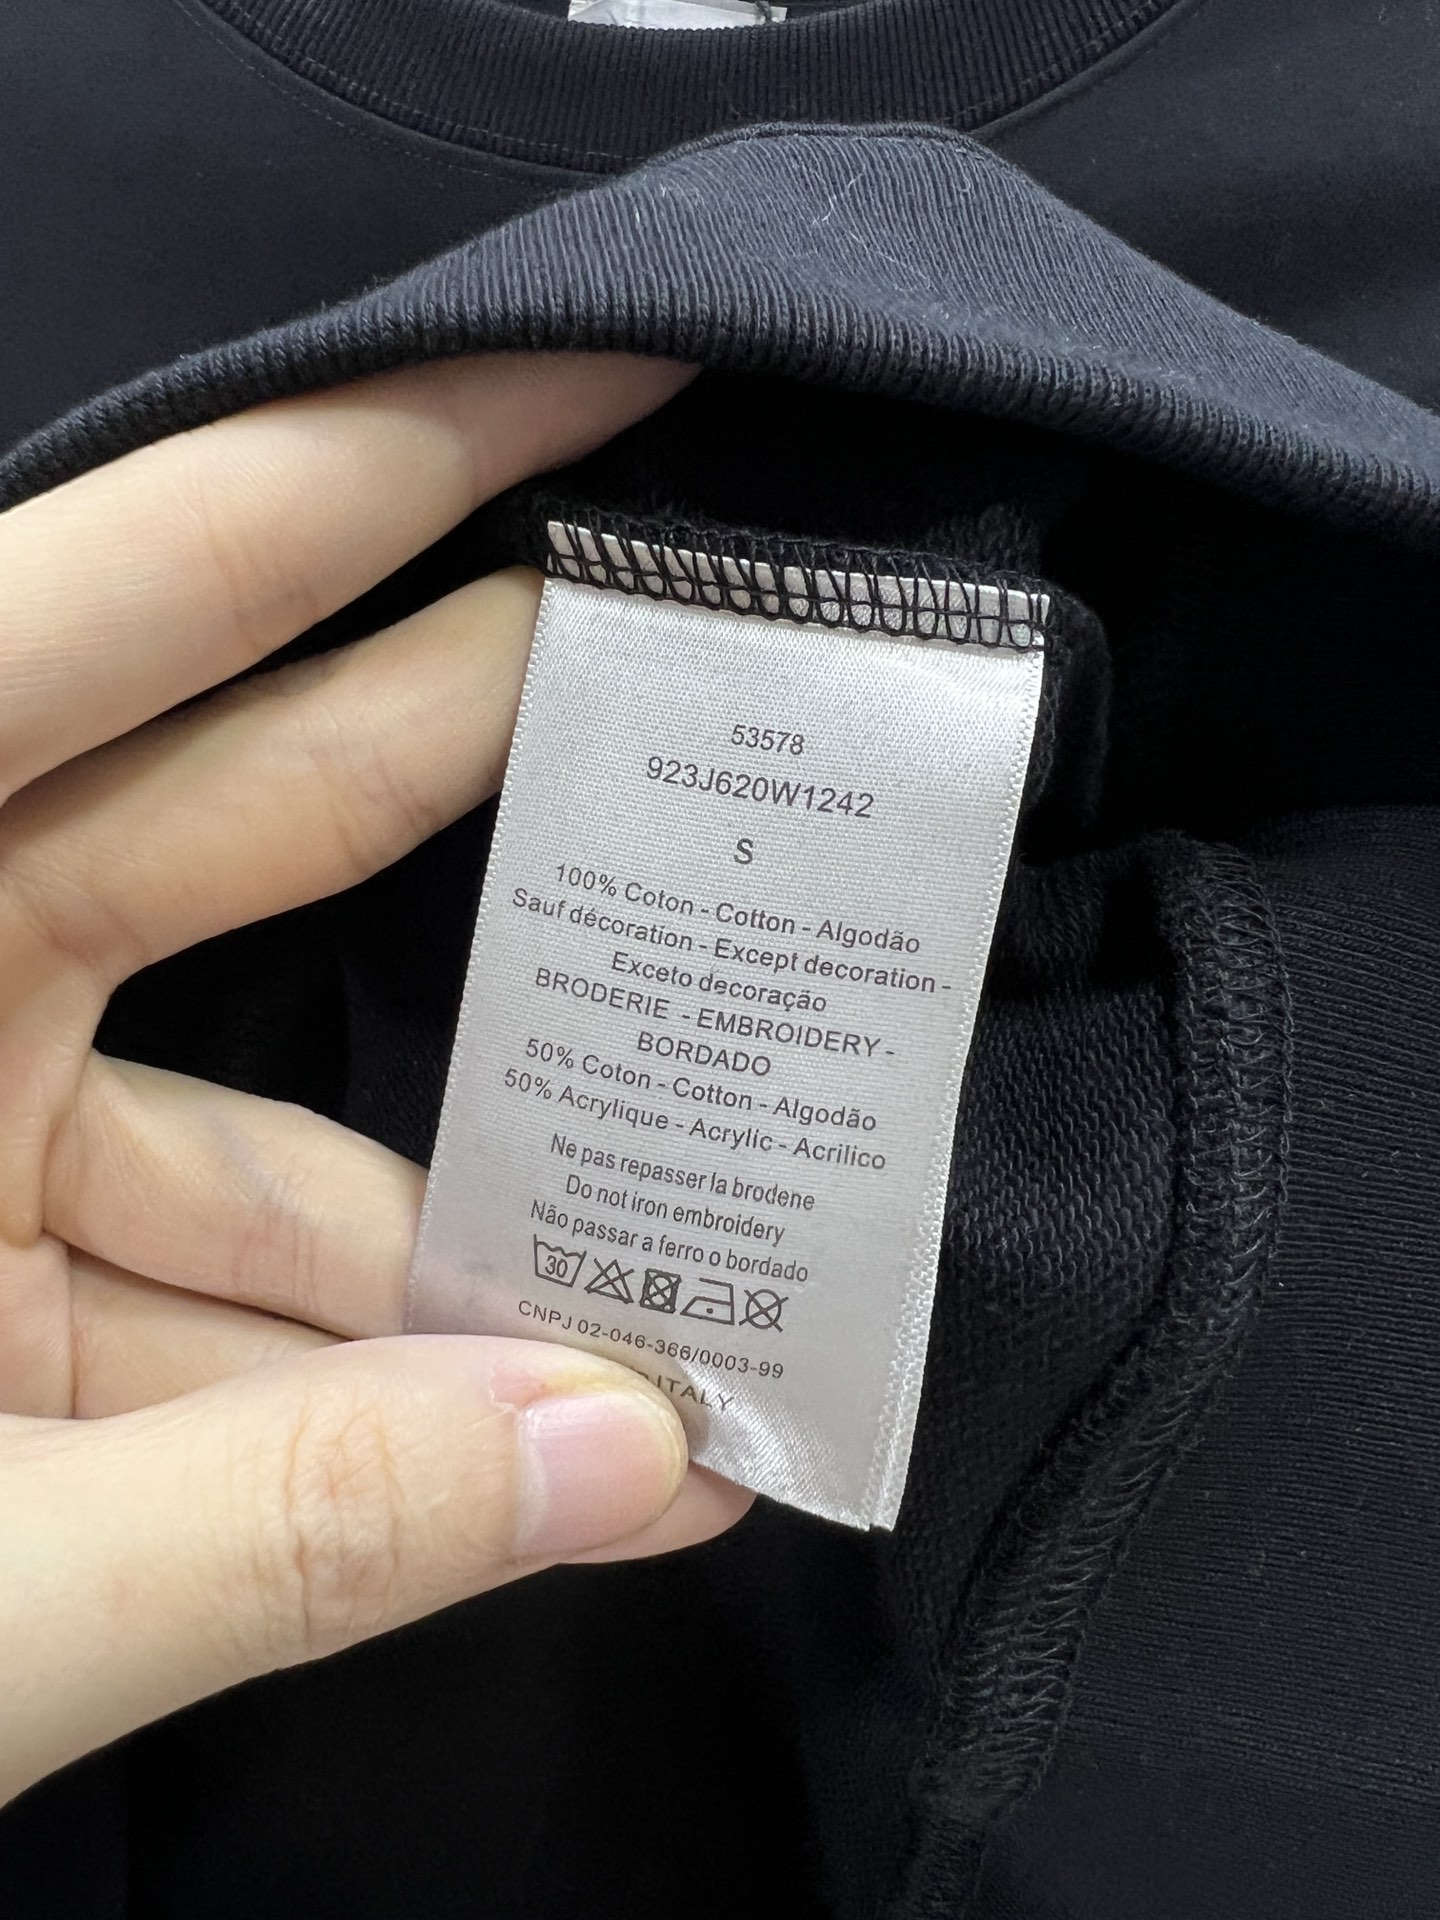 53578
923J620W1242
S
100% Coton - Cotton - Algodão
Sauf décoration - Except decoration -
Exceto decoração
BRODERIE - EMBROIDERY -
BORDADO
50% Coton - Cotton - Algodão
50% Acrylique - Acrylic - Acrilico
Ne pas repasser la brodene
Do not iron embroidery
Não passar a ferro o bordado
30
CNPJ 02-046-366/0003-99
ITALY